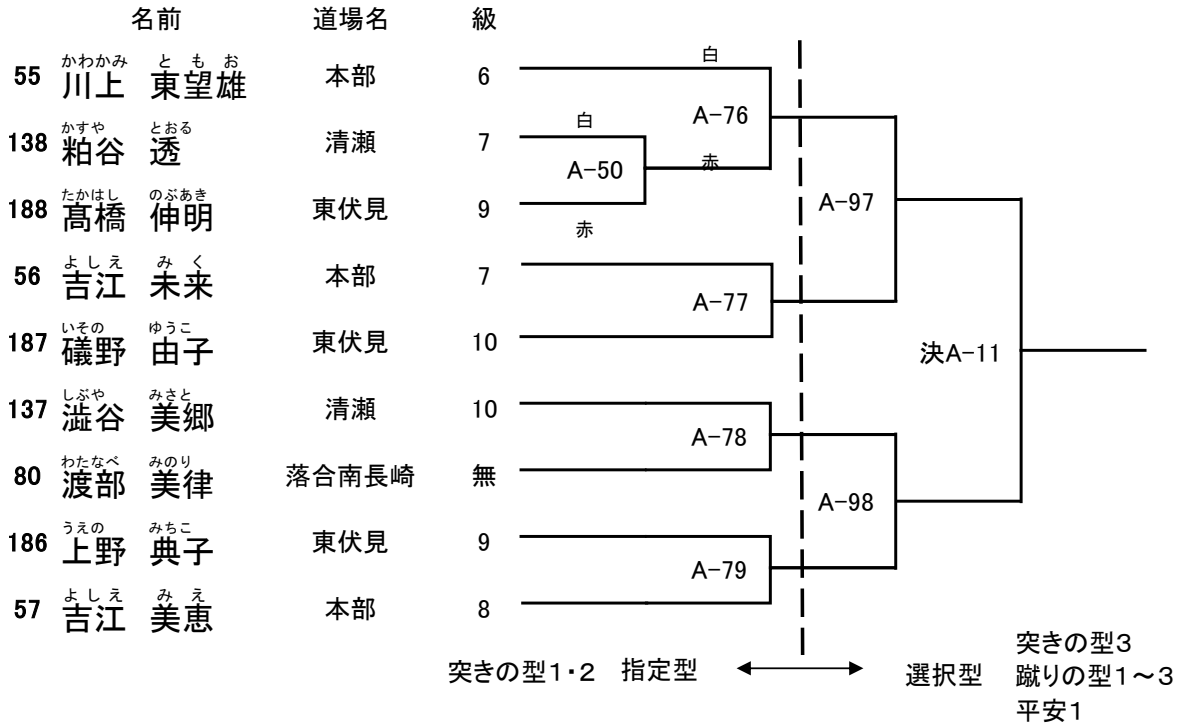 名前 道場名 級
かわかみ ともお 白
55 川上 東望雄 本部 6
A-76
かすや とおる 白
138 粕谷 透 清瀬 7
A-50 赤
たかはし のぶあき
188 髙橋 伸明 東伏見 9 A-97
赤
よしえ みく
56 吉江 未来 本部 7
A-77
いその ゆうこ
187 礒野 由子 東伏見 10 決A-11
しぶや みさと
137 澁谷 美郷 清瀬 10
A-78
わたなべ みのり
80 渡部 美律 落合南長崎 無
A-98
うえの みちこ
186 上野 典子 東伏見 9
A-79
よしえ みえ
57 吉江 美恵 本部 8
突きの型1・2 指定型 選択型 突きの型3
蹴りの型1～3
平安1